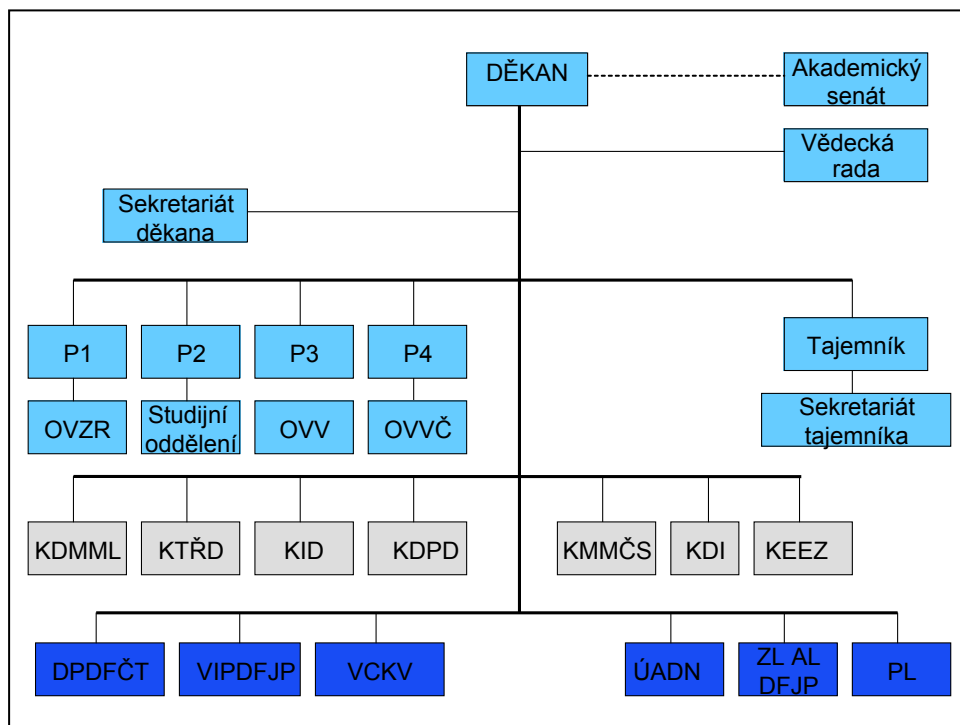 DĚKAN
Akademický
senát
Vědecká
rada
Sekretariát
děkana
P1
P2
P3
P4
Tajemník
OVZR
Studijní
oddělení
OVV
OVVČ
Sekretariát
tajemníka
KDMML
KTŘD
KID
KDPD
KMMČS
KDI
KEEZ
DPDFČT
VIPDFJP
VCKV
ÚADN
ZL AL
DFJP
PL